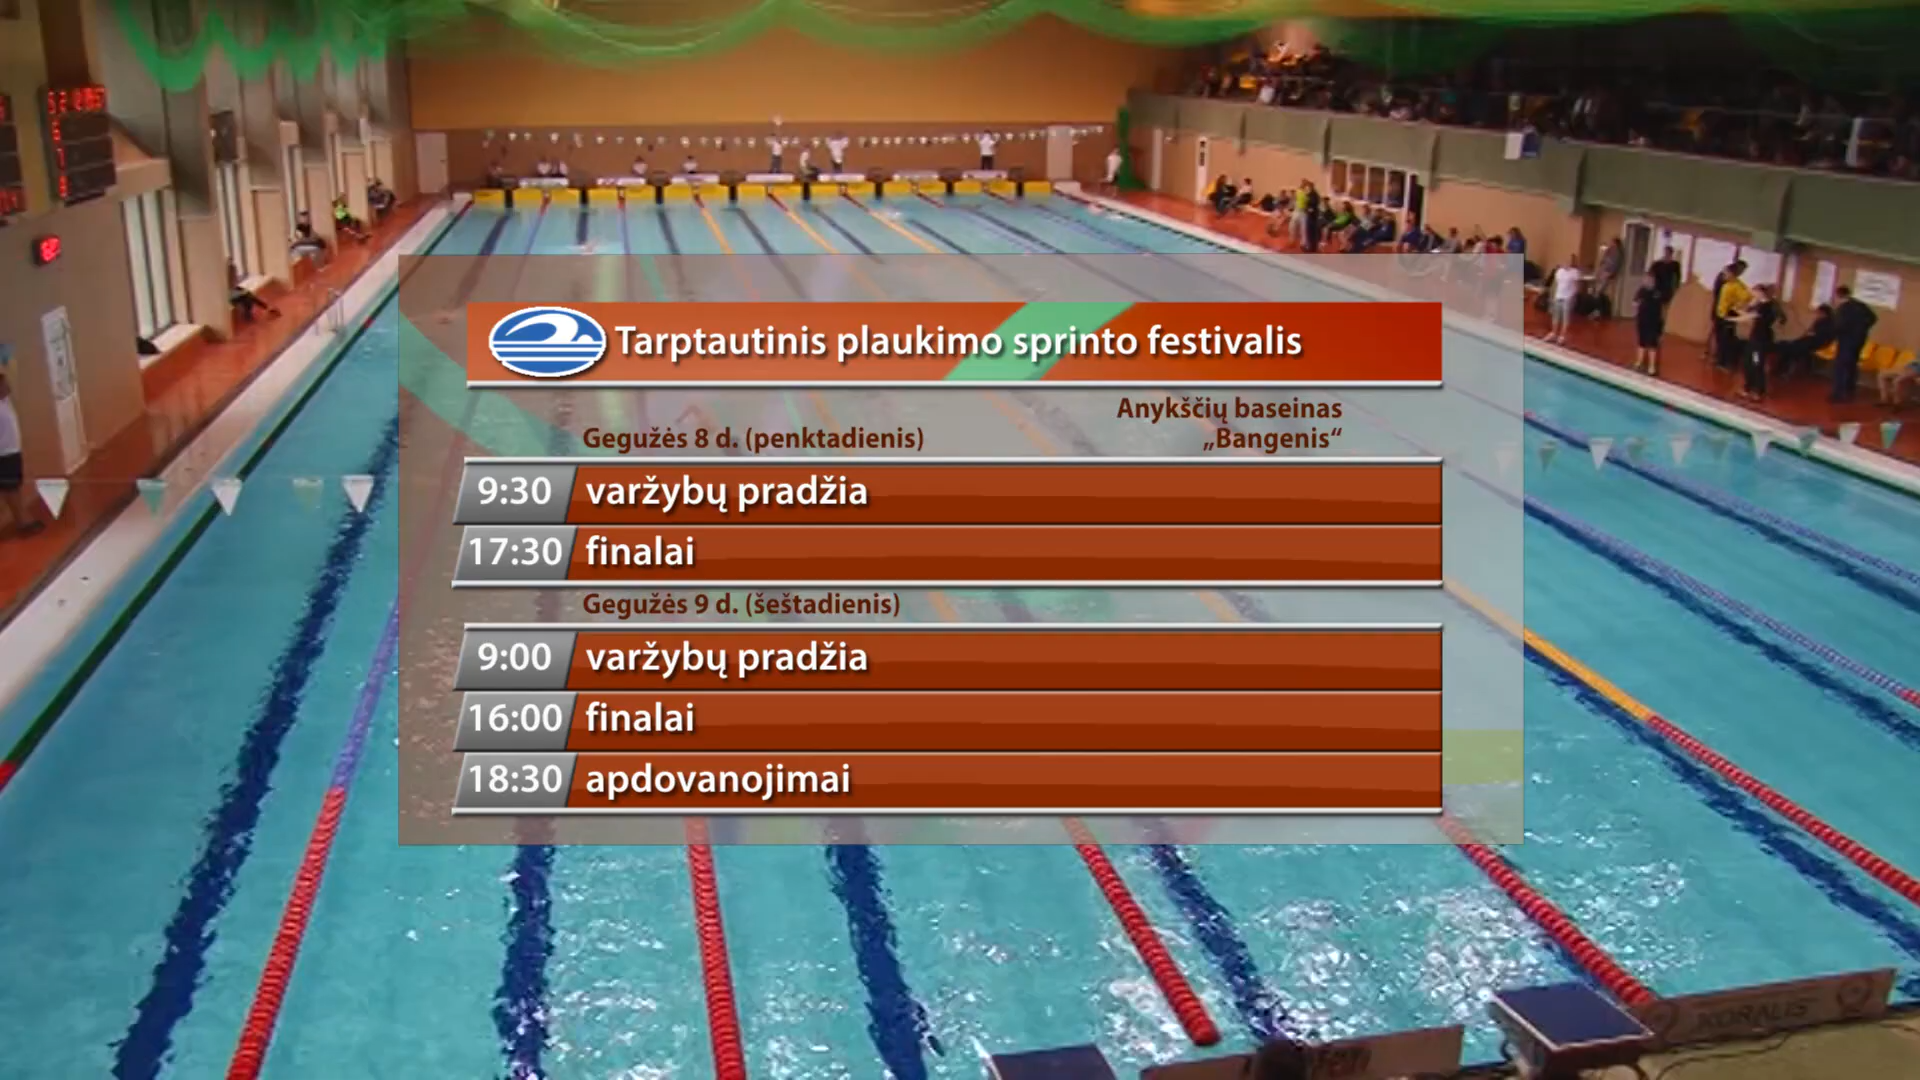 Tarptautinis plaukimo sprinto festivalis
Anykščių baseinas
„Bangenis“
Gegužės 8 d. (penktadienis)
9:30 varžybų pradžia
17:30 finalai
Gegužės 9 d. (šeštadienis)
9:00 varžybų pradžia
16:00 finalai
18:30 apdovanojimai
KORALIS